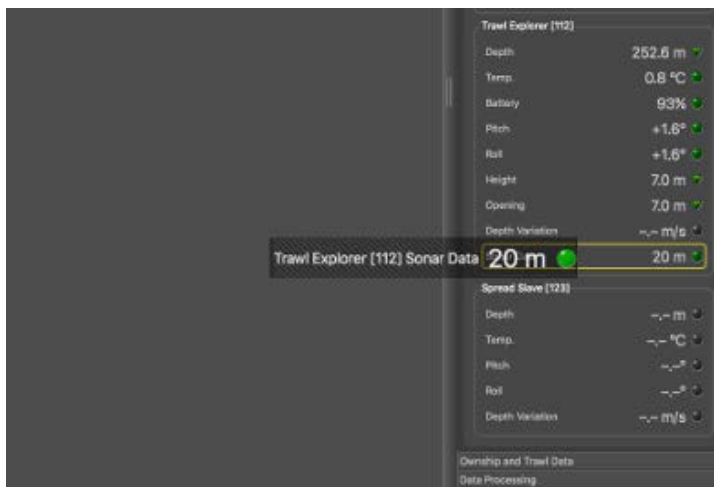 Trawl Explorer [112]
Depth 252.6 m
Temp. 0.8 °C
Battery 93%
Pitch +1.6°
Roll +1.6°
Height 7.0 m
Opening 7.0 m
Depth Variation -.- m/s
Trawl Explorer [112] Sonar Data 20 m 20 m
Spread Slave [123]
Depth -.- m
Temp. -.- °C
Pitch -.-°
Roll -.-°
Depth Variation -.- m/s
Ownship and Trawl Data
Data Processing